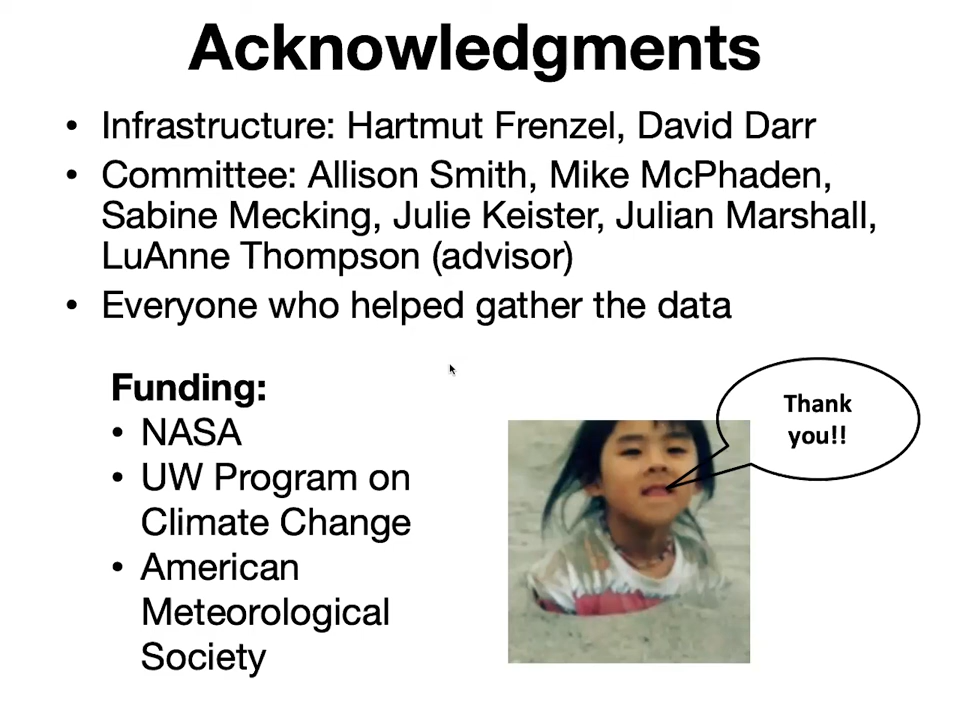 Acknowledgments
• Infrastructure: Hartmut Frenzel, David Darr
• Committee: Allison Smith, Mike McPhaden,
Sabine Mecking, Julie Keister, Julian Marshall,
LuAnne Thompson (advisor)
• Everyone who helped gather the data
Funding:
• NASA
• UW Program on
Climate Change
• American
Meteorological
Society
Thank
you!!